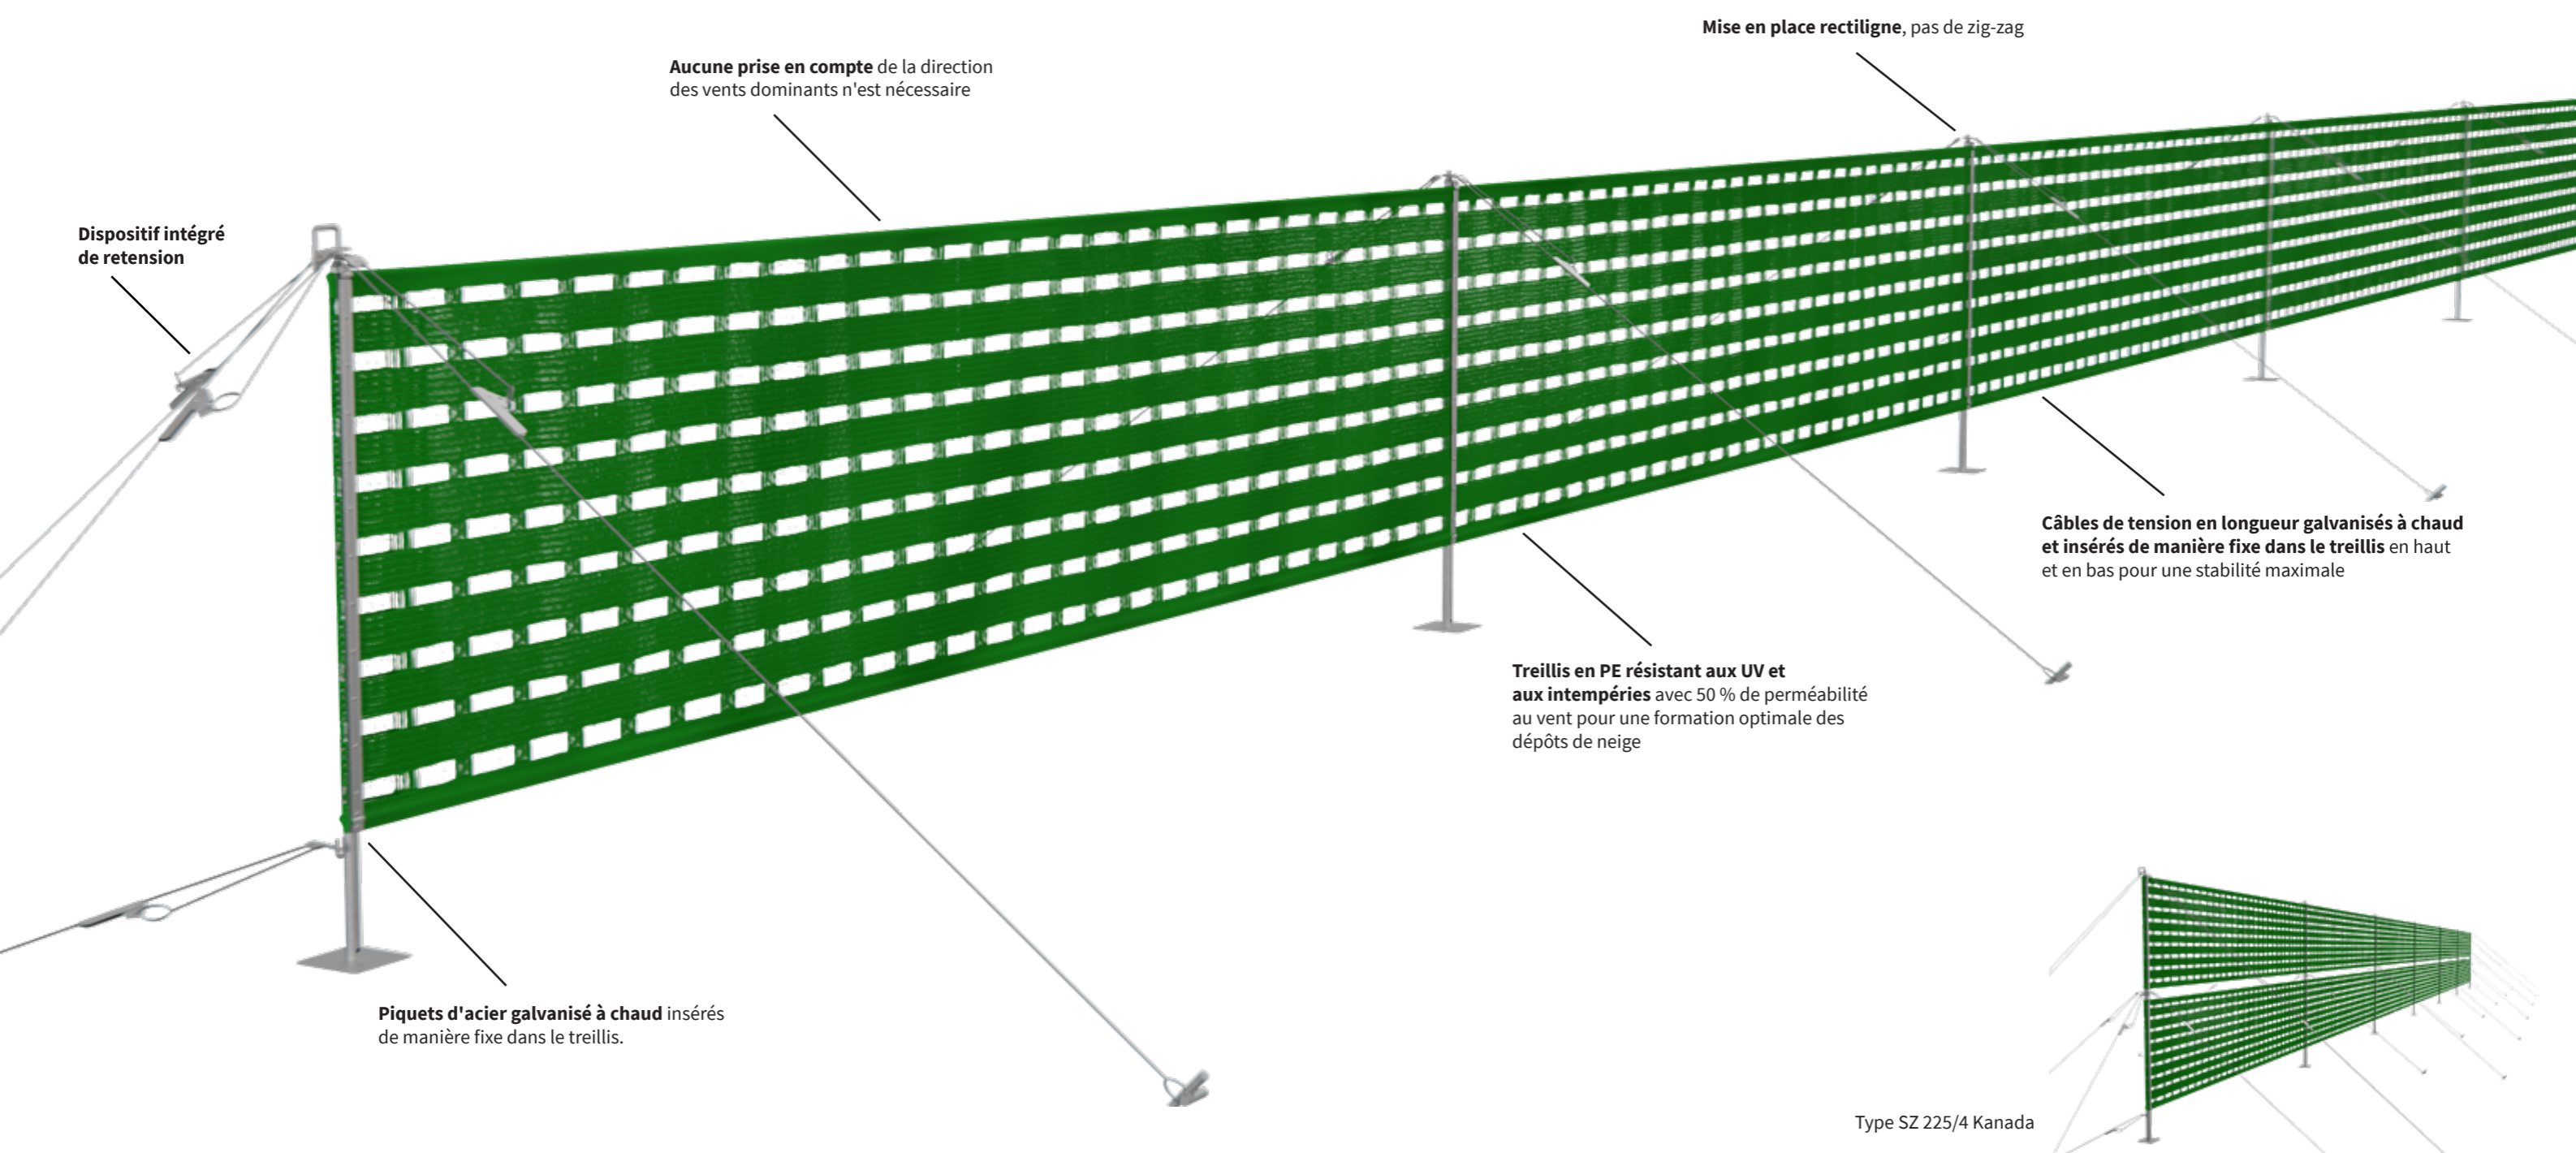 Mise en place rectiligne, pas de zig-zag
Aucune prise en compte de la direction
des vents dominants n'est nécessaire
Dispositif intégré
de retension
Câbles de tension en longueur galvanisés à chaud
et insérés de manière fixe dans le treillis en haut
et en bas pour une stabilité maximale
Treillis en PE résistant aux UV et
aux intempéries avec 50 % de perméabilité
au vent pour une formation optimale des
dépôts de neige
Piquets d'acier galvanisé à chaud insérés
de manière fixe dans le treillis.
Type SZ 225/4 Kanada